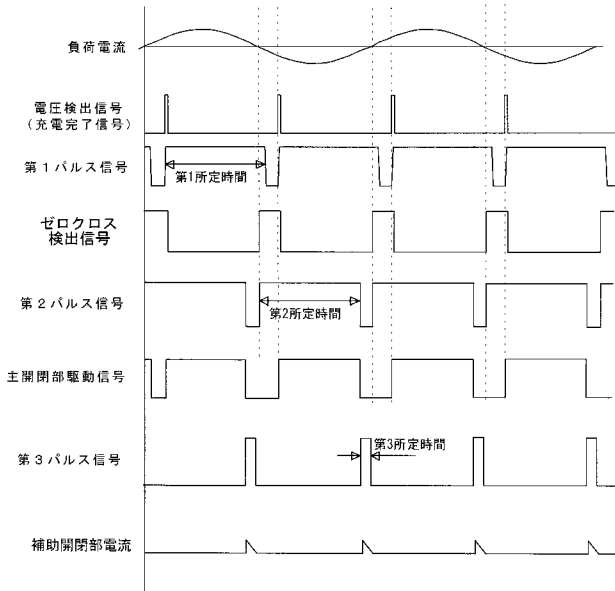 負荷電流
電圧検出信号
(充電完了信号)
第1パルス信号
第1所定時間
ゼロクロス
検出信号
第2パルス信号
第2所定時間
主開閉部駆動信号
第3所定時間
第3パルス信号
補助開閉部電流